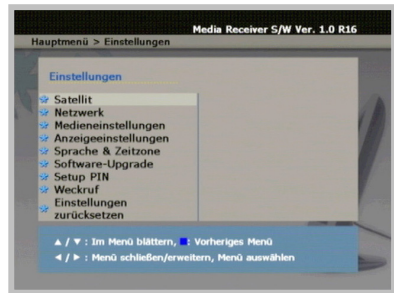 Media Receiver S/W Ver. 1.0 R16
Hauptmenü > Einstellungen
Einstellungen
Satellit
Netzwerk
Medieneinstellungen
Anzeigeeinstellungen
Sprache & Zeitzone
Software-Upgrade
Setup PIN
Weckruf
Einstellungen
zurücksetzen
▲ / ▼ : Im Menü blättern, ■: Vorheriges Menü
◄ / ► : Menü schließen/erweitern, Menü auswählen